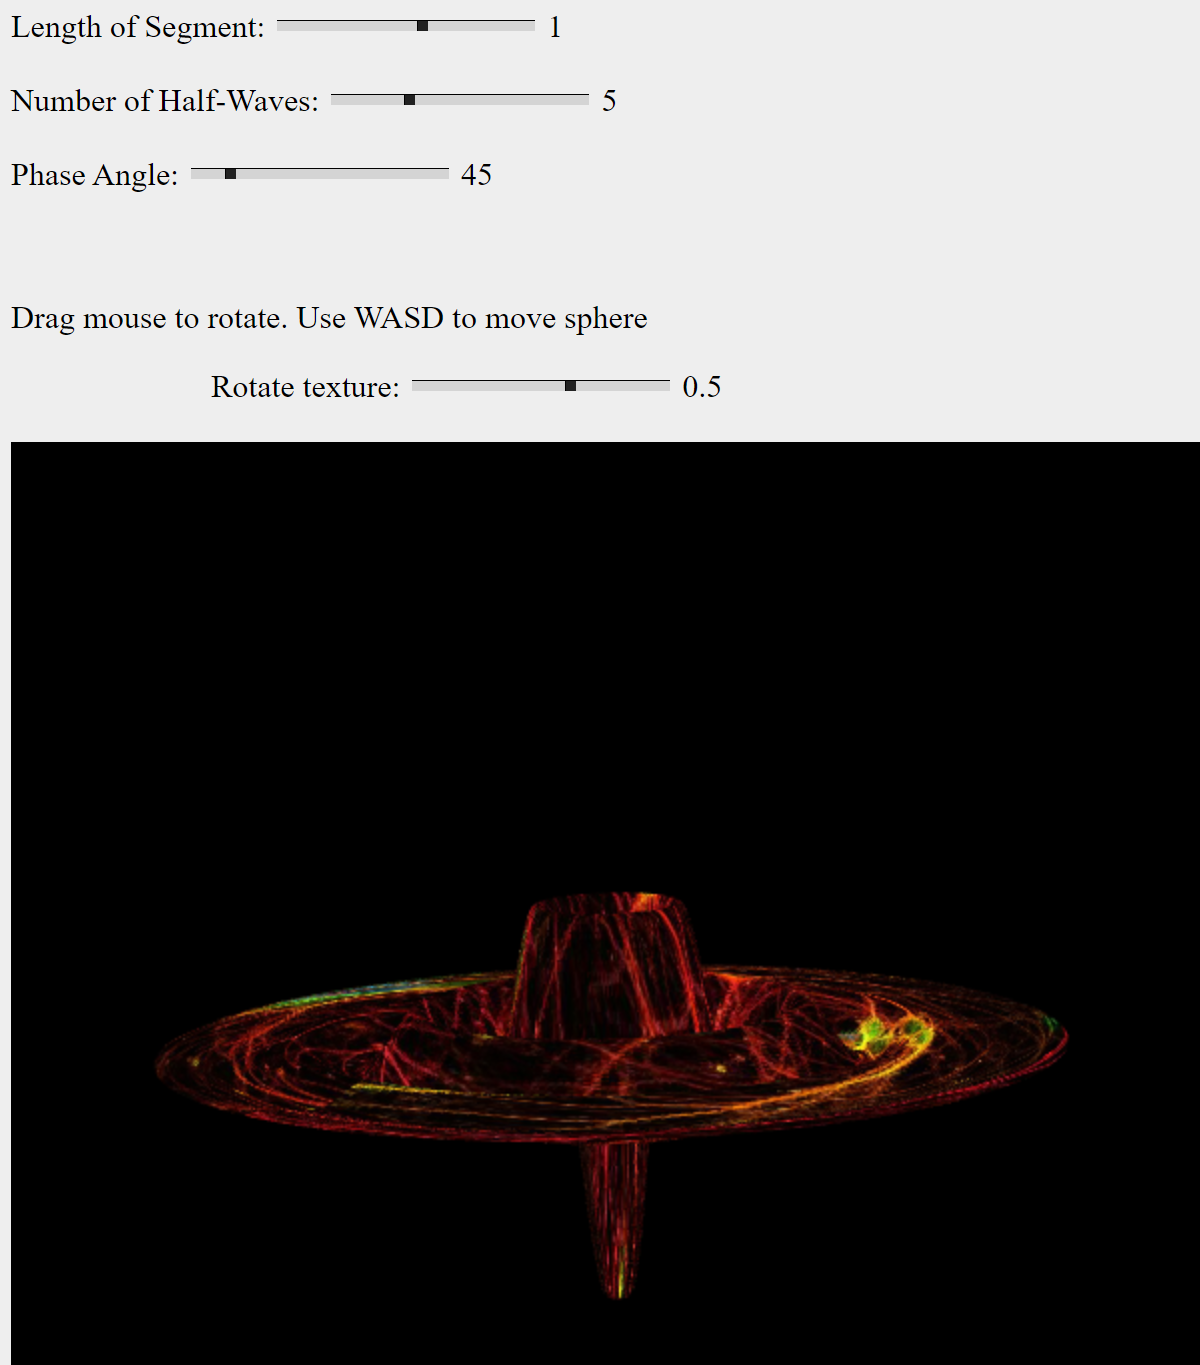 Length of Segment: 1
Number of Half-Waves: 5
Phase Angle: 45
Drag mouse to rotate. Use WASD to move sphere
Rotate texture: 0.5